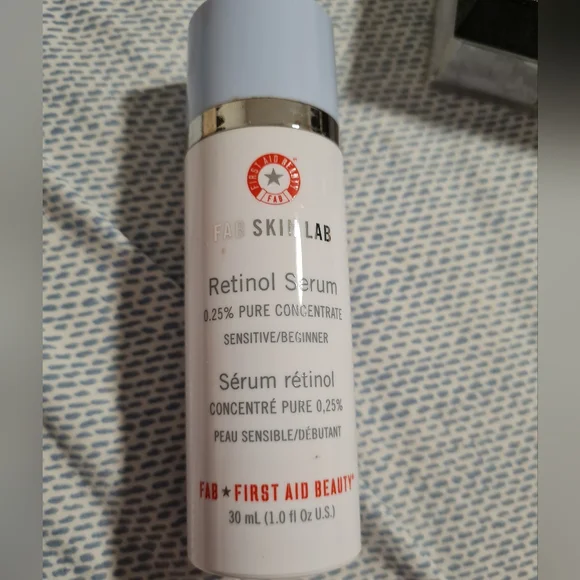 FIRST AID BEAUTY
FAB
FAB SKIN LAB
Retinol Serum
0.25% PURE CONCENTRATE
SENSITIVE/BEGINNER
Sérum rétinol
CONCENTRÉ PURE 0,25%
PEAU SENSIBLE/DÉBUTANT
FAB ★ FIRST AID BEAUTY®
30 mL (1.0 fl Oz U.S.)